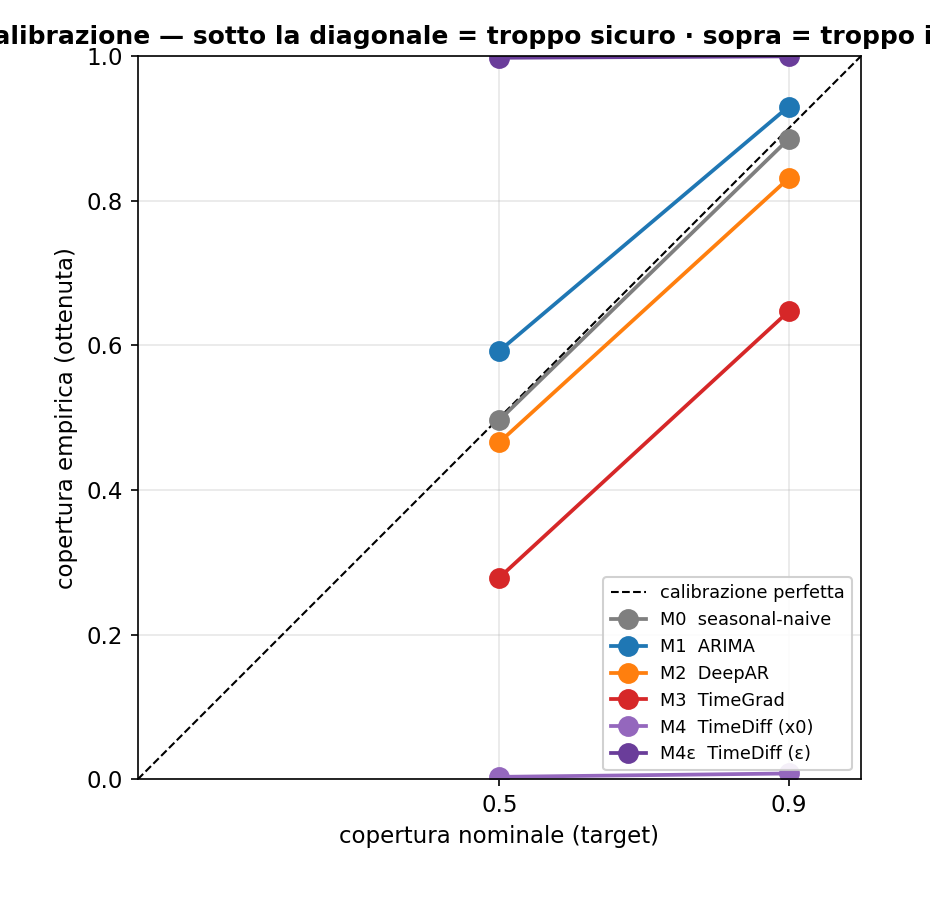 alibrazione — sotto la diagonale = troppo sicuro · sopra = troppo i
1.0
0.8
0.6
0.4
0.2
0.0
copertura empirica (ottenuta)
calibrazione perfetta
M0 seasonal-naive
M1 ARIMA
M2 DeepAR
M3 TimeGrad
M4 TimeDiff (x0)
M4ε TimeDiff (ε)
0.5 0.9
copertura nominale (target)